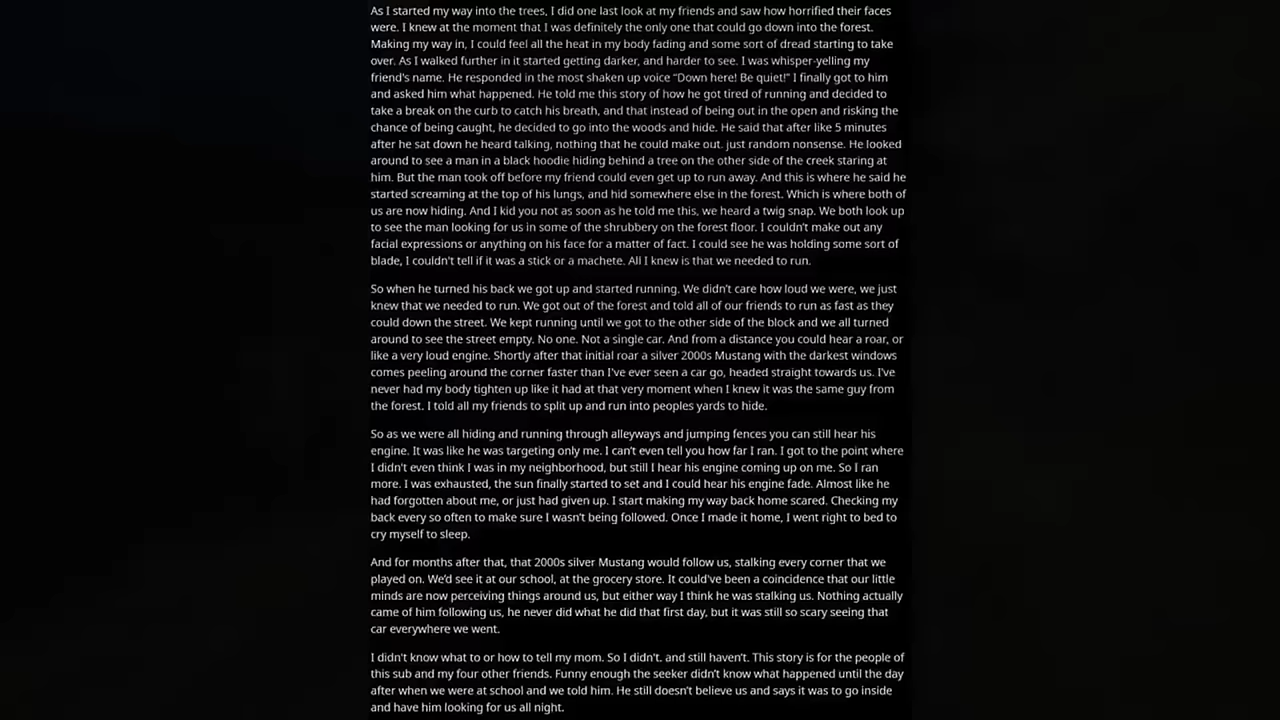 As I started my way into the trees, I did one last look at my friends and saw how horrified their faces
were. I knew at the moment that I was definitely the only one that could go down into the forest.
Making my way in, I could feel all the heat in my body fading and some sort of dread starting to take
over. As I walked further in it started getting darker, and harder to see. I was whisper-yelling my
friend's name. He responded in the most shaken up voice “Down here! Be quiet!” I finally got to him
and asked him what happened. He told me this story of how he got tired of running and decided to
take a break on the curb to catch his breath, and that instead of being out in the open and risking the
chance of being caught, he decided to go into the woods and hide. He said that after like 5 minutes
after he sat down he heard talking, nothing that he could make out. just random nonsense. He looked
around to see a man in a black hoodie hiding behind a tree on the other side of the creek staring at
him. But the man took off before my friend could even get up to run away. And this is where he said he
started screaming at the top of his lungs, and hid somewhere else in the forest. Which is where both of
us are now hiding. And I kid you not as soon as he told me this, we heard a twig snap. We both look up
to see the man looking for us in some of the shrubbery on the forest floor. I couldn’t make out any
facial expressions or anything on his face for a matter of fact. I could see he was holding some sort of
blade, I couldn't tell if it was a stick or a machete. All I knew is that we needed to run.
So when he turned his back we got up and started running. We didn’t care how loud we were, we just
knew that we needed to run. We got out of the forest and told all of our friends to run as fast as they
could down the street. We kept running until we got to the other side of the block and we all turned
around to see the street empty. No one. Not a single car. And from a distance you could hear a roar, or
like a very loud engine. Shortly after that initial roar a silver 2000s Mustang with the darkest windows
comes peeling around the corner faster than I've ever seen a car go, headed straight towards us. I’ve
never had my body tighten up like it had at that very moment when I knew it was the same guy from
the forest. I told all my friends to split up and run into peoples yards to hide.
So as we were all hiding and running through alleyways and jumping fences you can still hear his
engine. It was like he was targeting only me. I can’t even tell you how far I ran. I got to the point where
I didn't even think I was in my neighborhood, but still I hear his engine coming up on me. So I ran
more. I was exhausted, the sun finally started to set and I could hear his engine fade. Almost like he
had forgotten about me, or just had given up. I start making my way back home scared. Checking my
back every so often to make sure I wasn’t being followed. Once I made it home, I went right to bed to
cry myself to sleep.
And for months after that, that 2000s silver Mustang would follow us, stalking every corner that we
played on. We’d see it at our school, at the grocery store. It could've been a coincidence that our little
minds are now perceiving things around us, but either way I think he was stalking us. Nothing actually
came of him following us, he never did what he did that first day, but it was still so scary seeing that
car everywhere we went.
I didn't know what to or how to tell my mom. So I didn't. and still haven’t. This story is for the people of
this sub and my four other friends. Funny enough the seeker didn’t know what happened until the day
after when we were at school and we told him. He still doesn’t believe us and says it was to go inside
and have him looking for us all night.